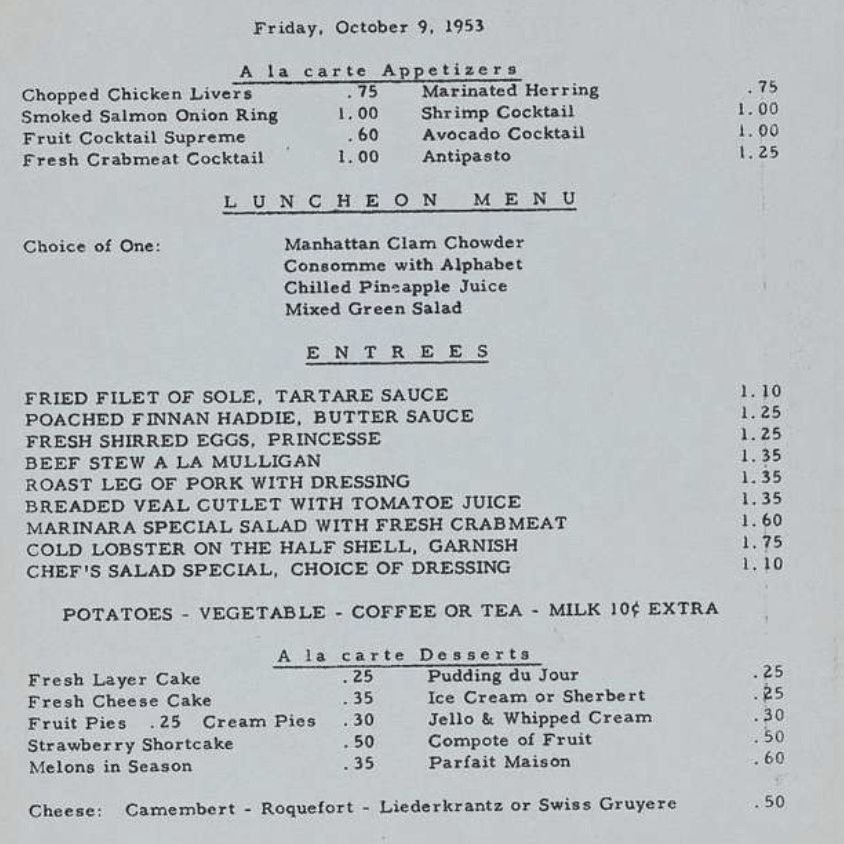 Friday, October 9, 1953
A la carte Appetizers
Chopped Chicken Livers .75 Marinated Herring .75
Smoked Salmon Onion Ring 1.00 Shrimp Cocktail 1.00
Fruit Cocktail Supreme .60 Avocado Cocktail 1.00
Fresh Crabmeat Cocktail 1.00 Antipasto 1.25
LUNCHEON MENU
Choice of One: Manhattan Clam Chowder
Consomme with Alphabet
Chilled Pineapple Juice
Mixed Green Salad
ENTREES
FRIED FILET OF SOLE, TARTARE SAUCE 1.10
POACHED FINNAN HADDIE, BUTTER SAUCE 1.25
FRESH SHIRRED EGGS, PRINCESSE 1.25
BEEF STEW A LA MULLIGAN 1.35
ROAST LEG OF PORK WITH DRESSING 1.35
BREADED VEAL CUTLET WITH TOMATOE JUICE 1.35
MARINARA SPECIAL SALAD WITH FRESH CRABMEAT 1.60
COLD LOBSTER ON THE HALF SHELL, GARNISH 1.75
CHEF'S SALAD SPECIAL, CHOICE OF DRESSING 1.10
POTATOES - VEGETABLE - COFFEE OR TEA - MILK 10¢ EXTRA
A la carte Desserts
Fresh Layer Cake .25 Pudding du Jour .25
Fresh Cheese Cake .35 Ice Cream or Sherbert .25
Fruit Pies .25 Cream Pies .30 Jello & Whipped Cream .30
Strawberry Shortcake .50 Compote of Fruit .50
Melons in Season .35 Parfait Maison .60
Cheese: Camembert - Roquefort - Liederkrantz or Swiss Gruyere .50